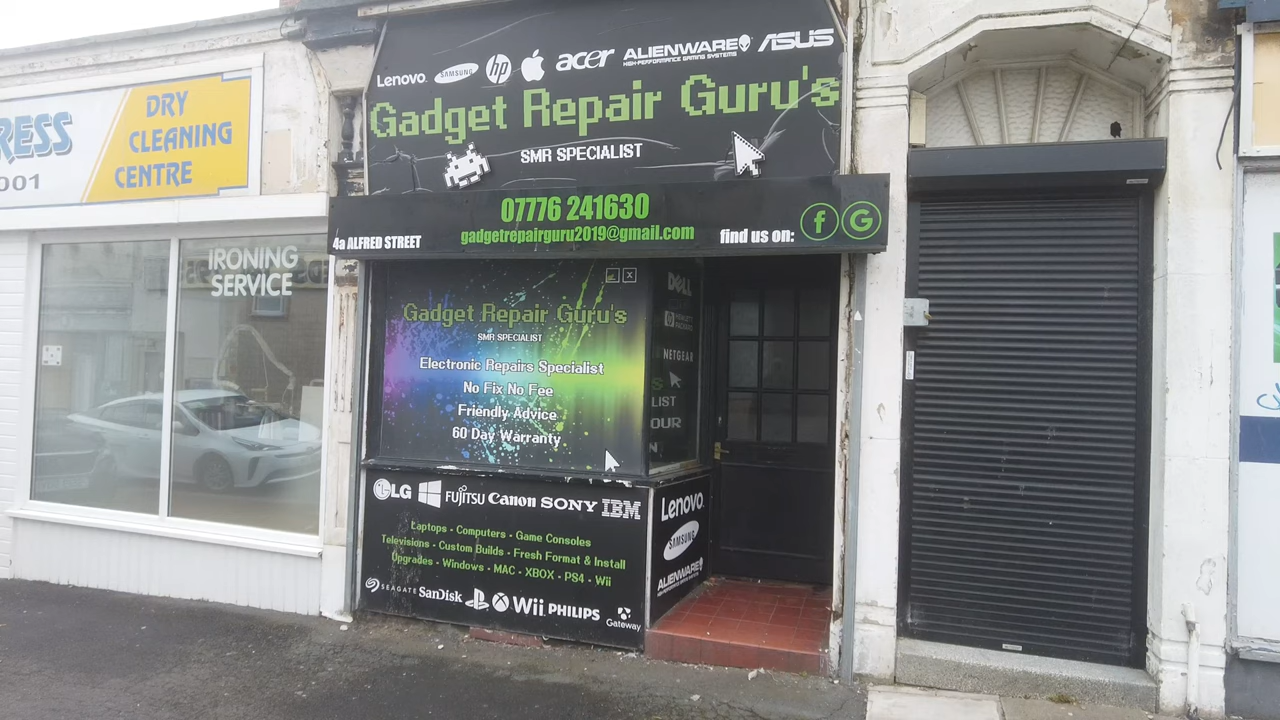 RESS
001
DRY
CLEANING
CENTRE
IRONING
SERVICE
Lenovo. SAMSUNG hp acer ALIENWARE ASUS
HIGH-PERFORMANCE GAMING SYSTEMS
Gadget Repair Guru's
SMR SPECIALIST
07776 241630
4a ALFRED STREET gadgetrepairguru2019@gmail.com find us on: f G
X
Gadget Repair Guru's
SMR SPECIALIST
Electronic Repairs Specialist
No Fix No Fee
Friendly Advice
60 Day Warranty
DELL
hp HEWLETT
PACKARD
NETGEAR
S
LIST
OUR
N
LG FUJITSU Canon SONY IBM
Laptops - Computers - Game Consoles
Televisions - Custom Builds - Fresh Format & Install
Upgrades - Windows - MAC - XBOX - PS4 - Wii
SEAGATE SanDisk Wii PHILIPS Gateway
Lenovo.
SAMSUNG
ALIENWARE